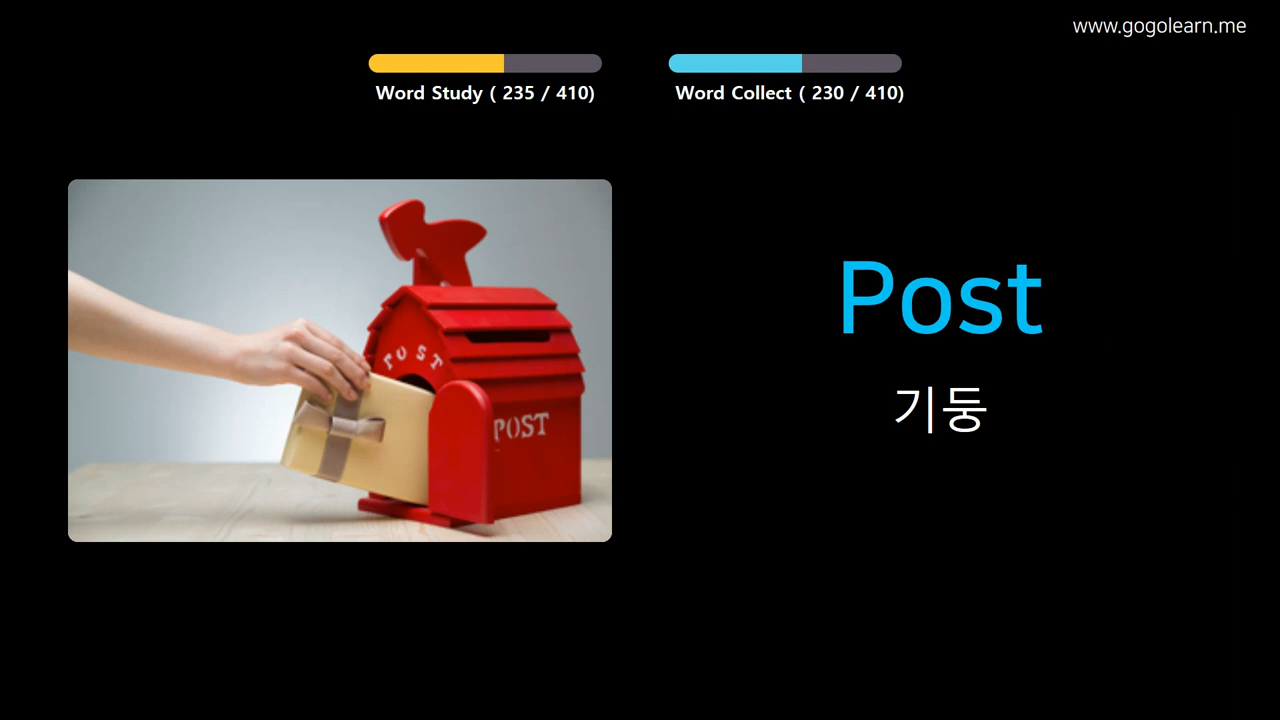 www.gogolearn.me
Word Study ( 235 / 410)
Word Collect ( 230 / 410)
POST
POST
Post
기둥